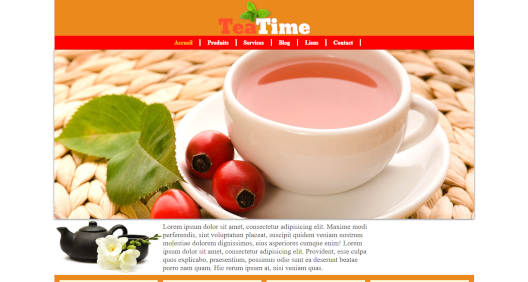 TeaTime
Accueil Produits Services Blog Liens Contact
Lorem ipsum dolor sit amet, consectetur adipisicing elit. Maxime modi
perferendis, sint voluptatum placeat, suscipit quidem veniam nostrum
molestiae dolorem dignissimos, eius asperiores cumque enim! Lorem
ipsum dolor sit amet, consectetur adipisicing elit. Provident, esse culpa
quos explicabo, praesentium, possimus odio sunt ea deserunt beatae
porro nam quam. Hic rerum ipsum at, nisi veniam quas.